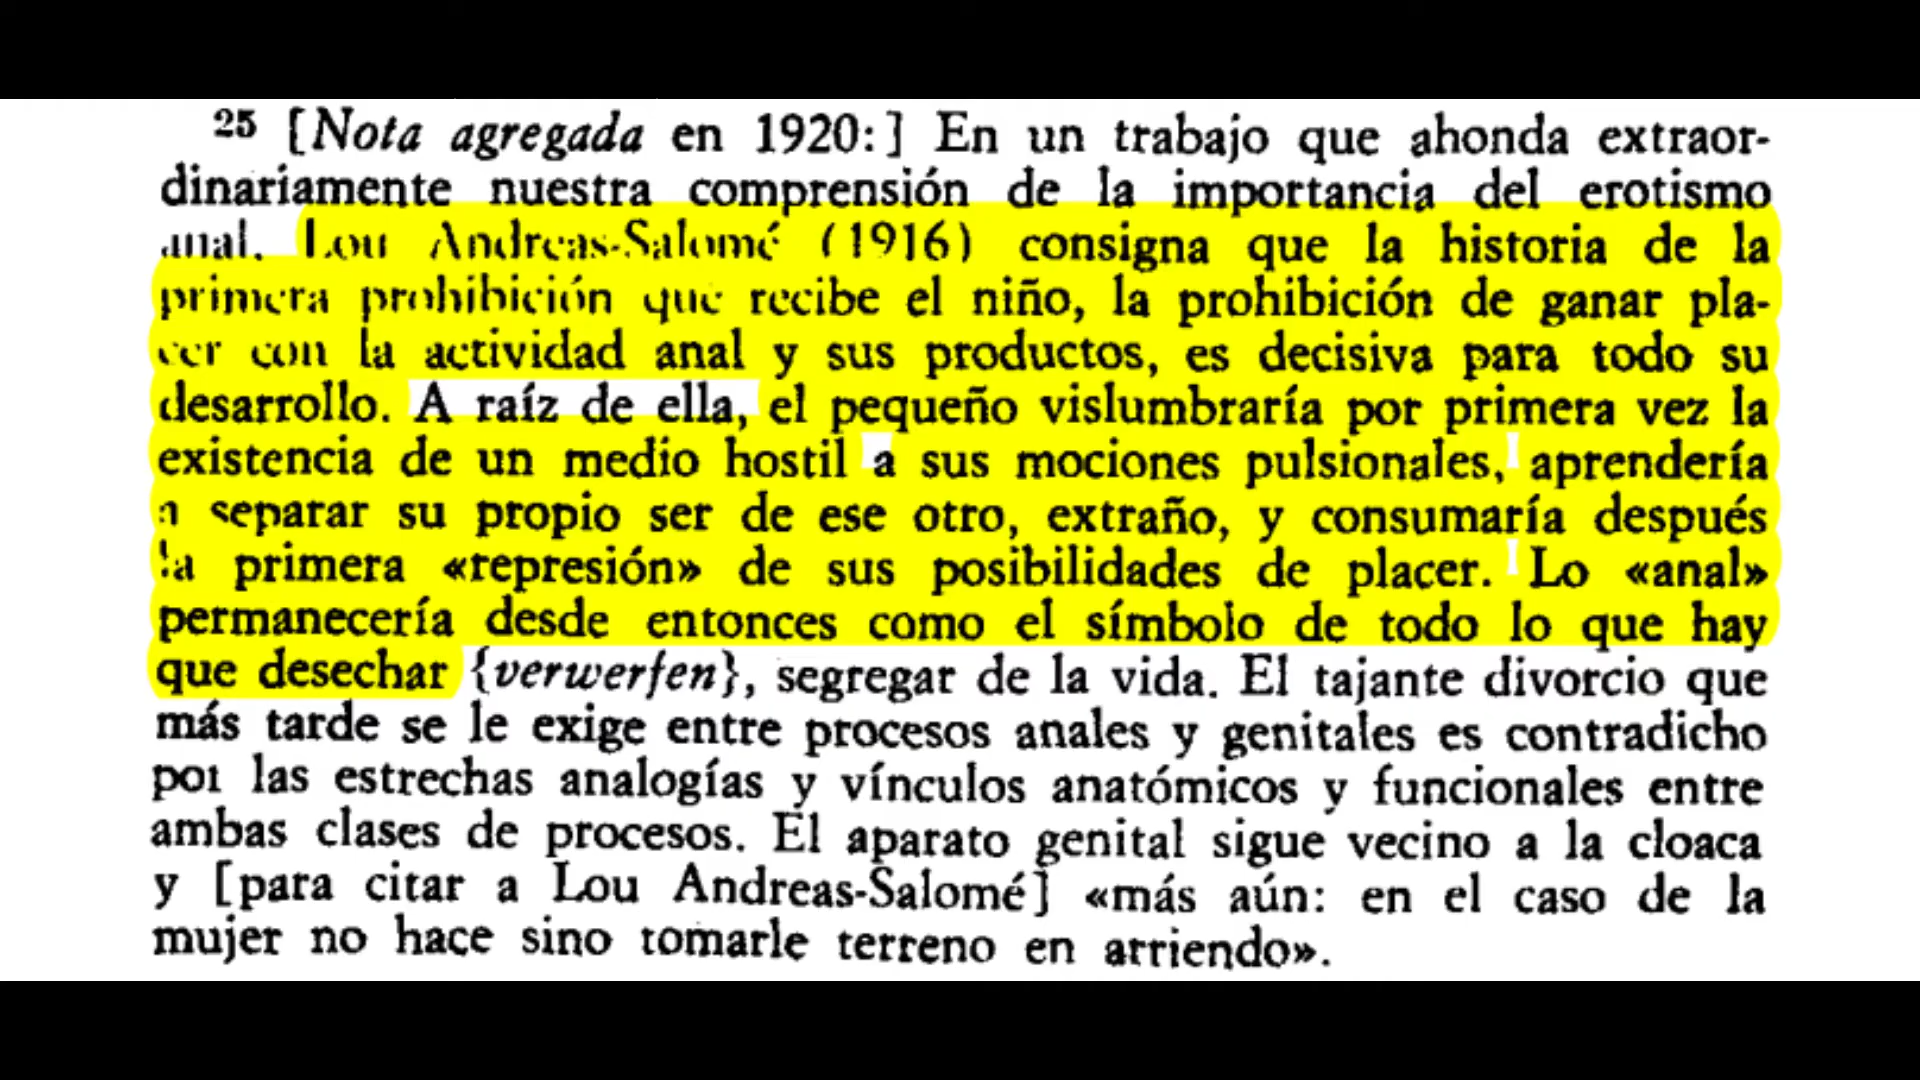 25 [Nota agregada en 1920:] En un trabajo que ahonda extraor-
dinariamente nuestra comprensión de la importancia del erotismo
anal, Lou Andreas-Salomé (1916) consigna que la historia de la
primera prohibición que recibe el niño, la prohibición de ganar pla-
cer con la actividad anal y sus productos, es decisiva para todo su
desarrollo. A raíz de ella, el pequeño vislumbraría por primera vez la
existencia de un medio hostil a sus mociones pulsionales, aprendería
a separar su propio ser de ese otro, extraño, y consumaría después
la primera «represión» de sus posibilidades de placer. Lo «anal»
permanecería desde entonces como el símbolo de todo lo que hay
que desechar {verwerfen}, segregar de la vida. El tajante divorcio que
más tarde se le exige entre procesos anales y genitales es contradicho
por las estrechas analogías y vínculos anatómicos y funcionales entre
ambas clases de procesos. El aparato genital sigue vecino a la cloaca
y [para citar a Lou Andreas-Salomé] «más aún: en el caso de la
mujer no hace sino tomarle terreno en arriendo».